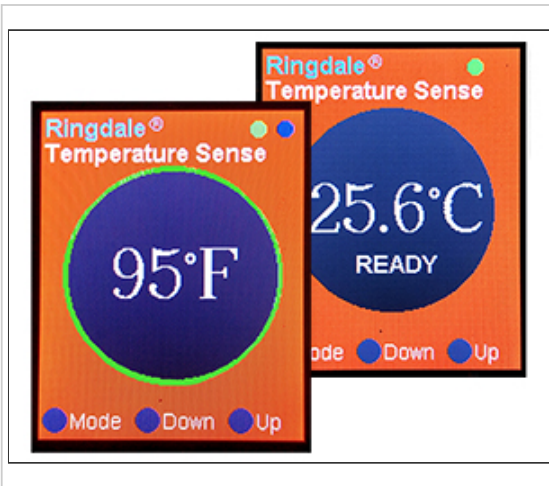 Ringdale®
Temperature Sense
95°F
Mode Down Up
Ringdale®
Temperature Sense
25.6°C
READY
ode Down Up